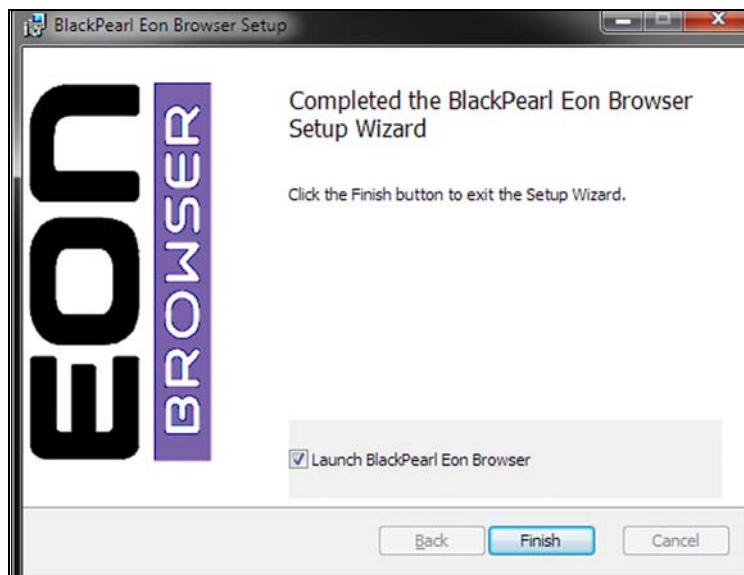 BlackPearl Eon Browser Setup
EON
BROWSER
Completed the BlackPearl Eon Browser
Setup Wizard
Click the Finish button to exit the Setup Wizard.
Launch BlackPearl Eon Browser
Back
Finish
Cancel